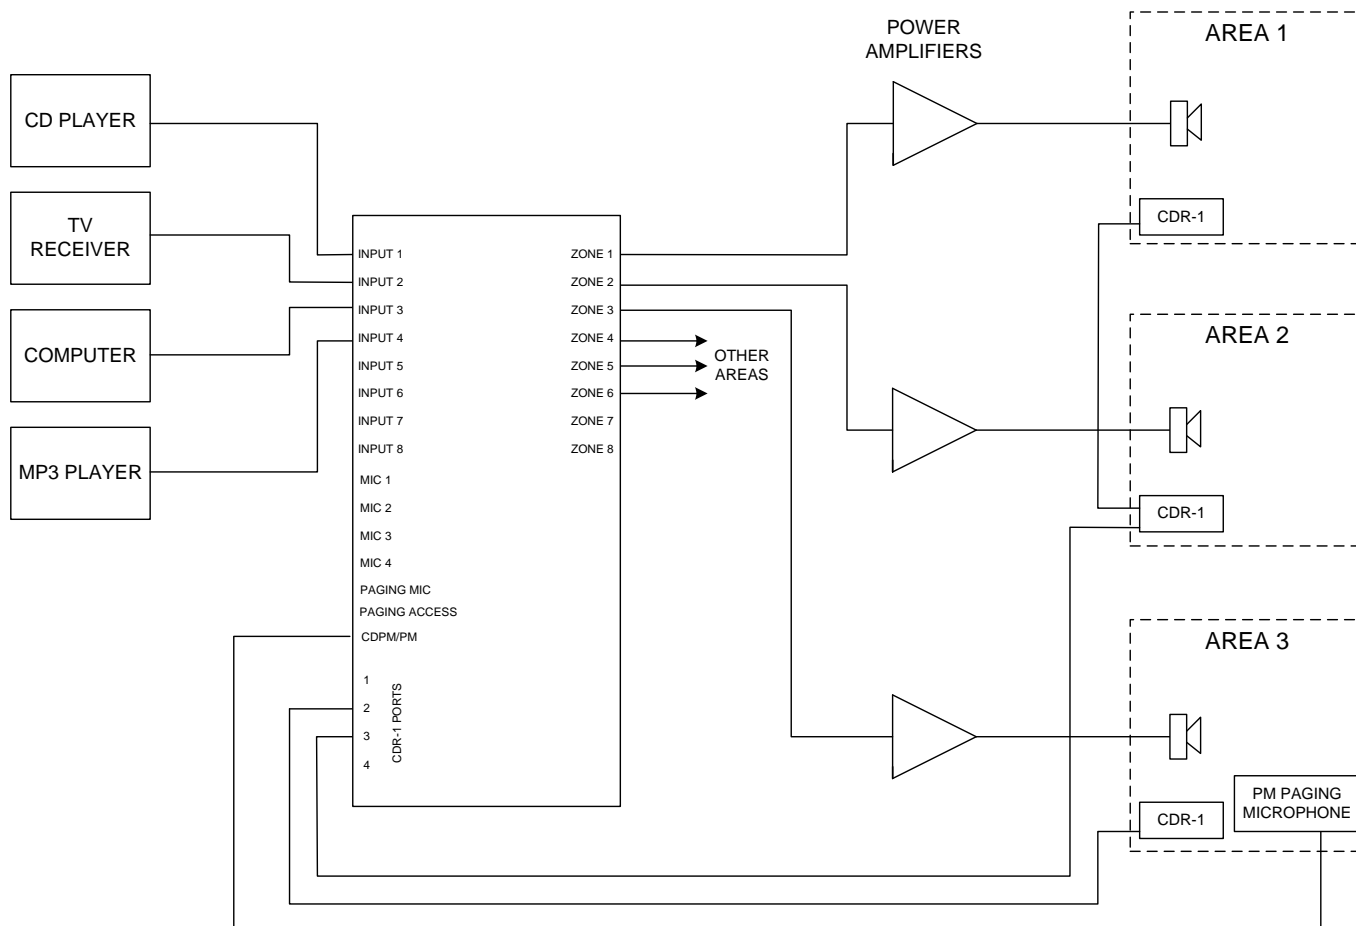 POWER
AMPLIFIERS
AREA 1
CD PLAYER
CDR-1
TV
RECEIVER
INPUT 1
INPUT 2
INPUT 3
INPUT 4
INPUT 5
INPUT 6
INPUT 7
INPUT 8
MIC 1
MIC 2
MIC 3
MIC 4
PAGING MIC
PAGING ACCESS
CDPM/PM
1
2
3
4
CDR-1 PORTS
ZONE 1
ZONE 2
ZONE 3
ZONE 4
ZONE 5
ZONE 6
ZONE 7
ZONE 8
OTHER
AREAS
COMPUTER
MP3 PLAYER
AREA 2
CDR-1
AREA 3
CDR-1
PM PAGING
MICROPHONE